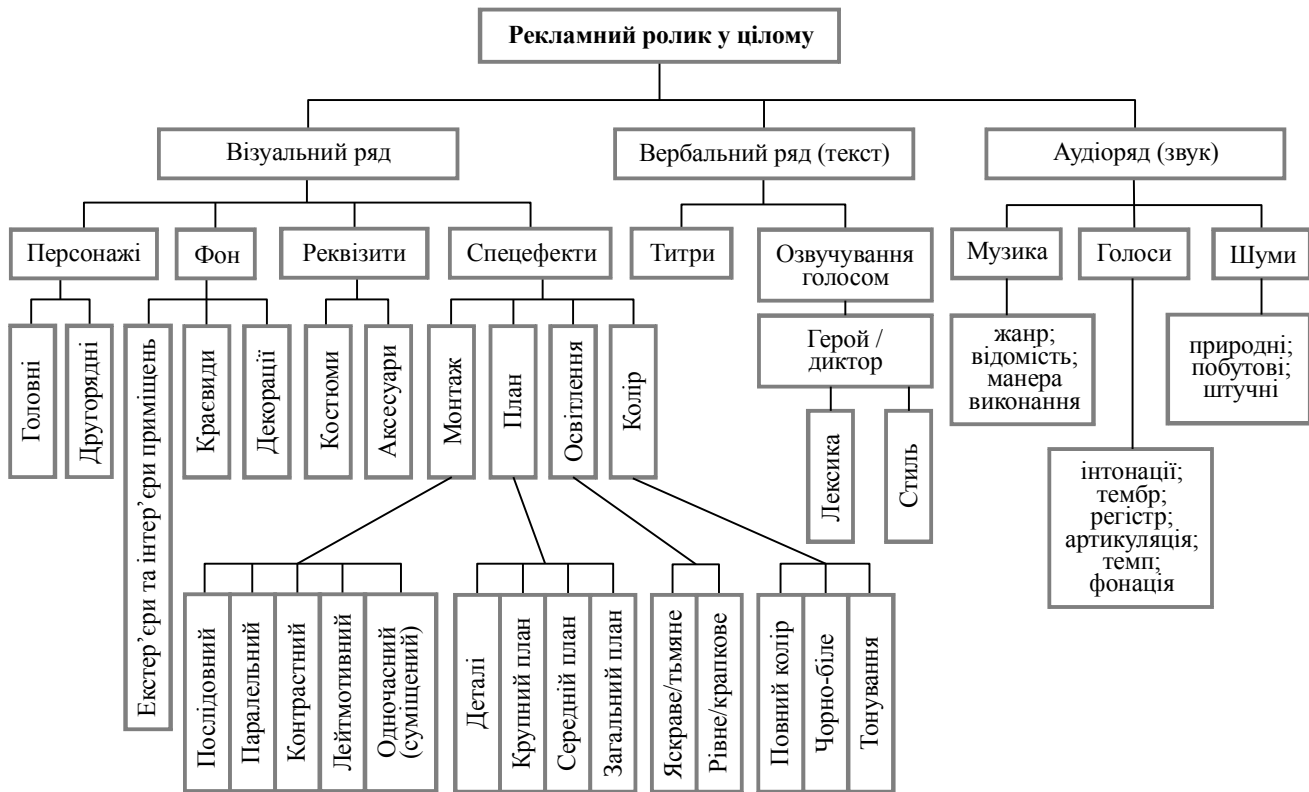 Рекламний ролик у цілому
Візуальний ряд
Вербальний ряд (текст)
Аудіоряд (звук)
Персонажі
Фон
Реквізити
Спецефекти
Титри
Озвучування
голосом
Музика
Голоси
Шуми
Головні
Другорядні
Екстер’єри та інтер’єри приміщень
Краєвиди
Декорації
Костюми
Аксесуари
Монтаж
План
Освітлення
Колір
Герой /
диктор
жанр;
відомість;
манера
виконання
природні;
побутові;
штучні
Лексика
Стиль
інтонації;
тембр;
регістр;
артикуляція;
темп;
фонація
Послідовний
Паралельний
Контрастний
Лейтмотивний
Одночасний
(суміщений)
Деталі
Крупний план
Середній план
Загальний план
Яскраве/тьмяне
Рівне/крапкове
Повний колір
Чорно-біле
Тонування